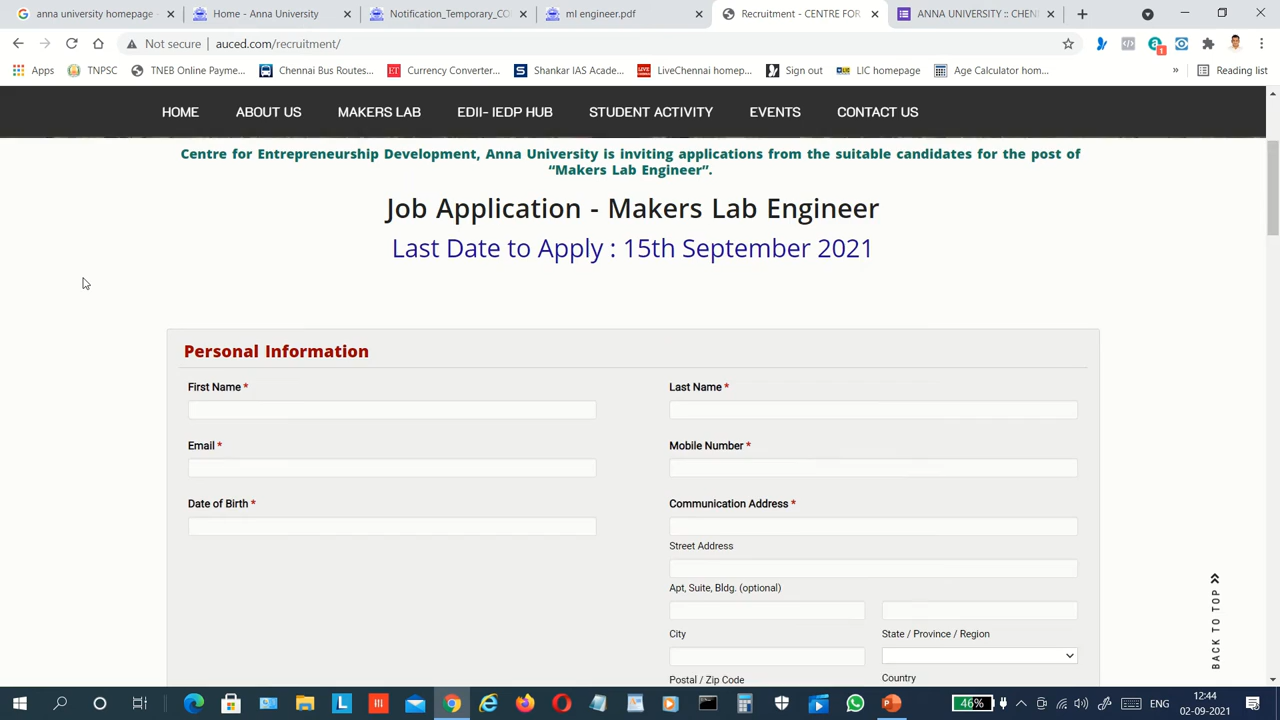 anna university homepage -
Home - Anna University
Notification_Temporary_CO
ml engineer.pdf
Recruitment - CENTRE FOR
ANNA UNIVERSITY :: CHEN
Not secure | auced.com/recruitment/
1
Apps
TNPSC
TNEB Online Payme...
Chennai Bus Routes...
Currency Converter...
Shankar IAS Acade...
LiveChennai homep...
Sign out
LIC homepage
Age Calculator hom...
»
Reading list
HOME
ABOUT US
MAKERS LAB
EDII- IEDP HUB
STUDENT ACTIVITY
EVENTS
CONTACT US
Centre for Entrepreneurship Development, Anna University is inviting applications from the suitable candidates for the post of
“Makers Lab Engineer”.
Job Application - Makers Lab Engineer
Last Date to Apply : 15th September 2021
Personal Information
First Name *
Last Name *
Email *
Mobile Number *
Date of Birth *
Communication Address *
Street Address
Apt, Suite, Bldg. (optional)
City
State / Province / Region
Postal / Zip Code
Country
BACK TO TOP
46%
ENG
12:44
02-09-2021